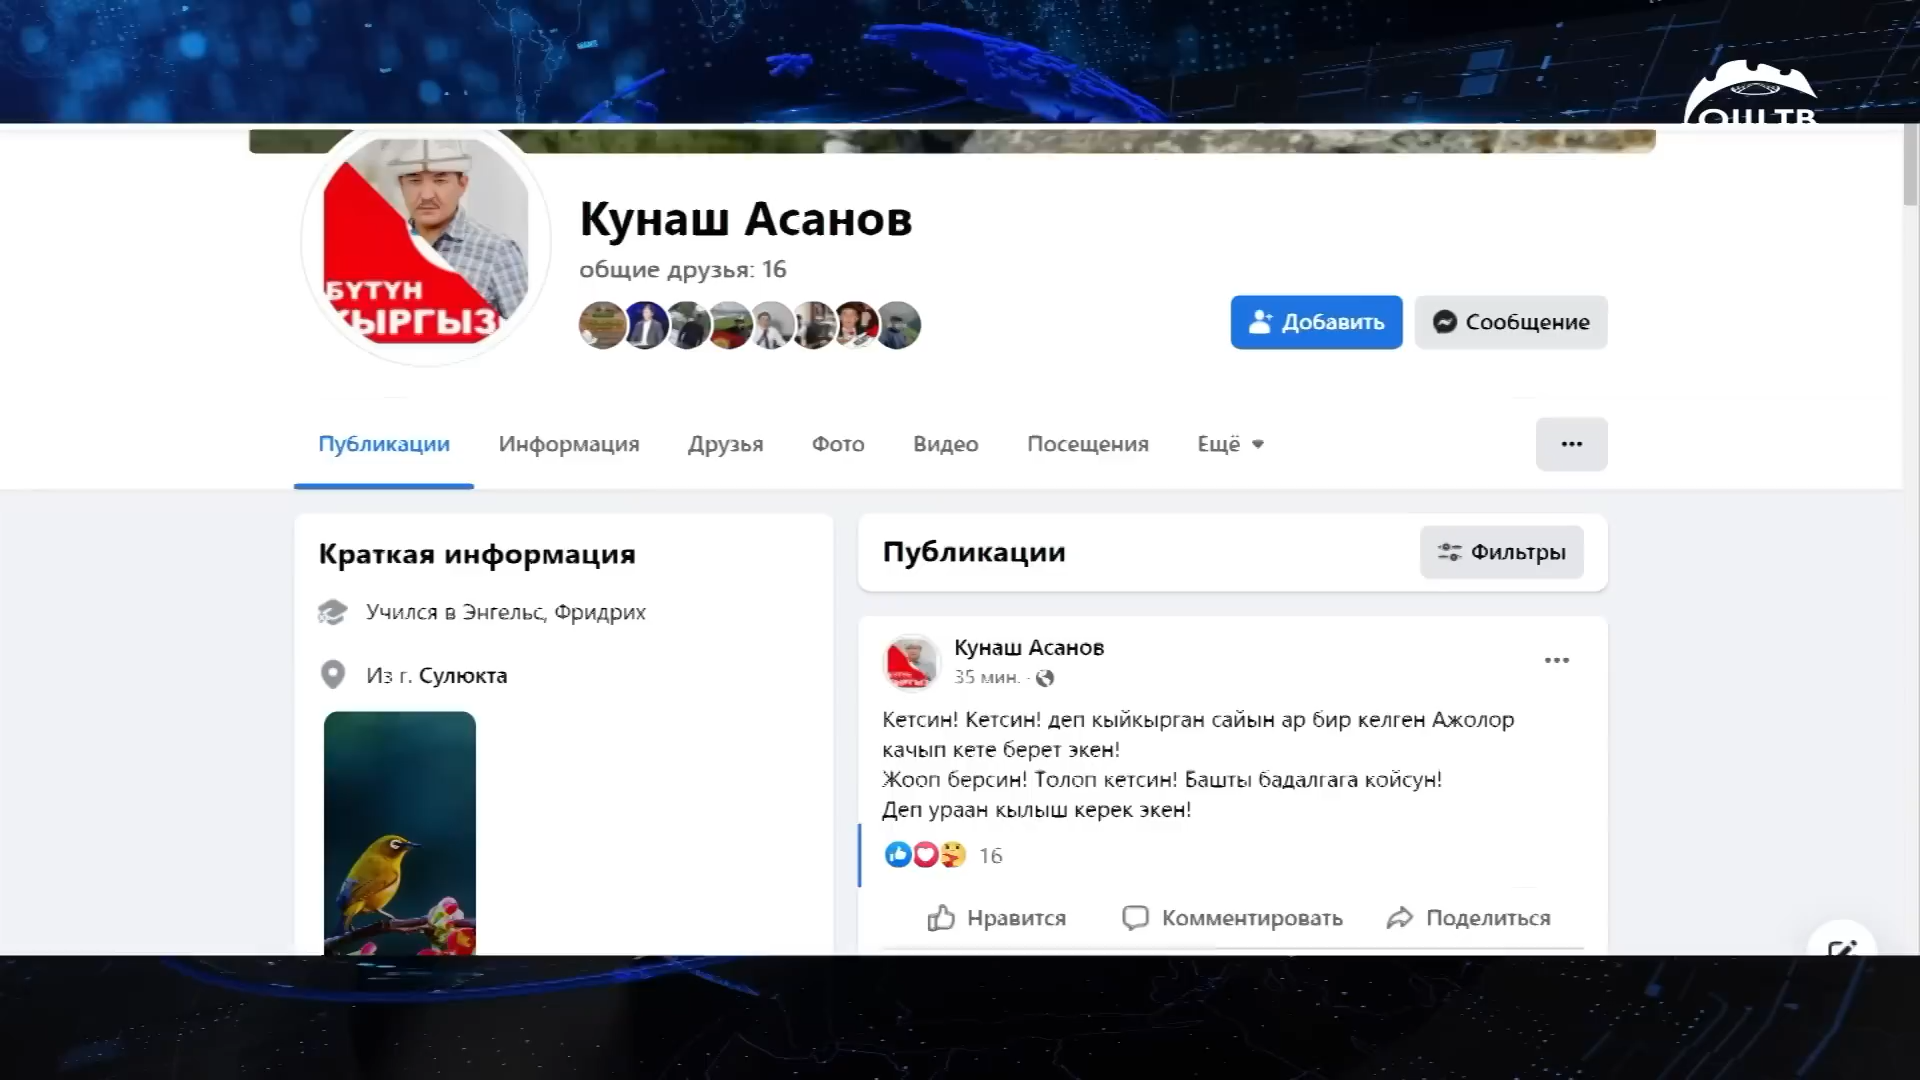 ОШ ТВ
Кунаш Асанов
общие друзья: 16
БҮТҮН
КЫРГЫЗ
Добавить
Сообщение
Публикации
Информация
Друзья
Фото
Видео
Посещения
Ещё
Краткая информация
Учился в Энгельс, Фридрих
Из г. Сулюкта
Публикации
Фильтры
Кунаш Асанов
35 мин. ·
Кетсин! Кетсин! деп кыйкырган сайын ар бир келген Ажолор
качып кете берет экен!
Жооп берсин! Толоп кетсин! Башты бадалгага койсун!
Деп ураан кылыш керек экен!
16
Нравится
Комментировать
Поделиться